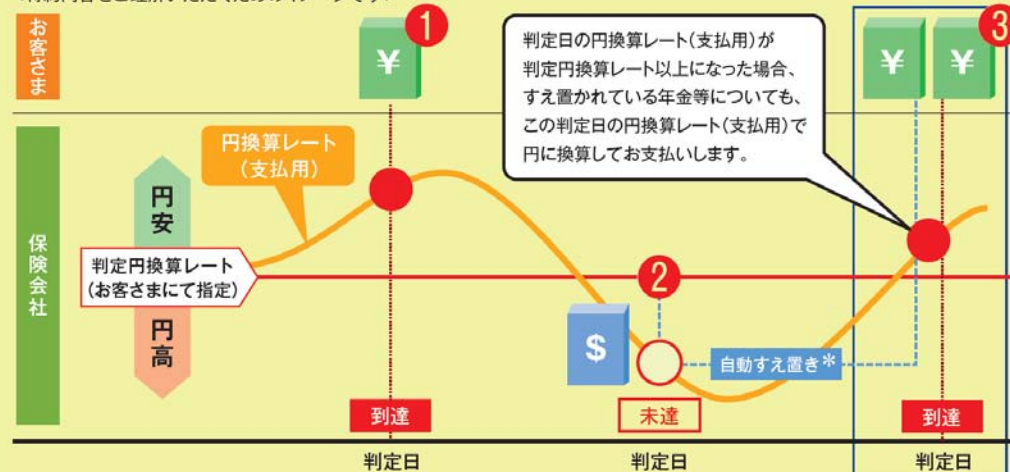 お客さま
¥
1
判定日の円換算レート(支払用)が
判定円換算レート以上になった場合、
すえ置かれている年金等についても、
この判定日の円換算レート(支払用)で
円に換算してお支払いします。
¥
¥
3
保険会社
円換算レート
(支払用)
円安
判定円換算レート
(お客さまにて指定)
円高
2
$
自動すえ置き*
到達
未達
到達
判定日
判定日
判定日